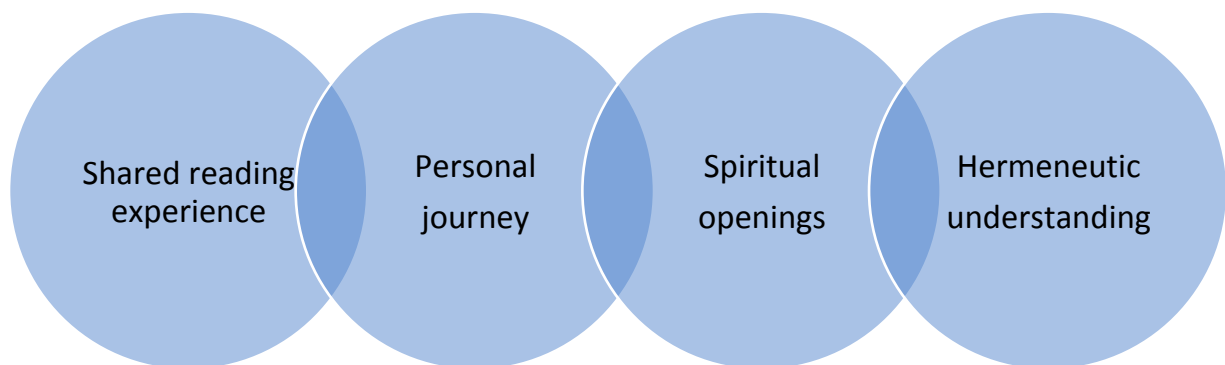 Shared reading
experience
Personal
journey
Spiritual
openings
Hermeneutic
understanding